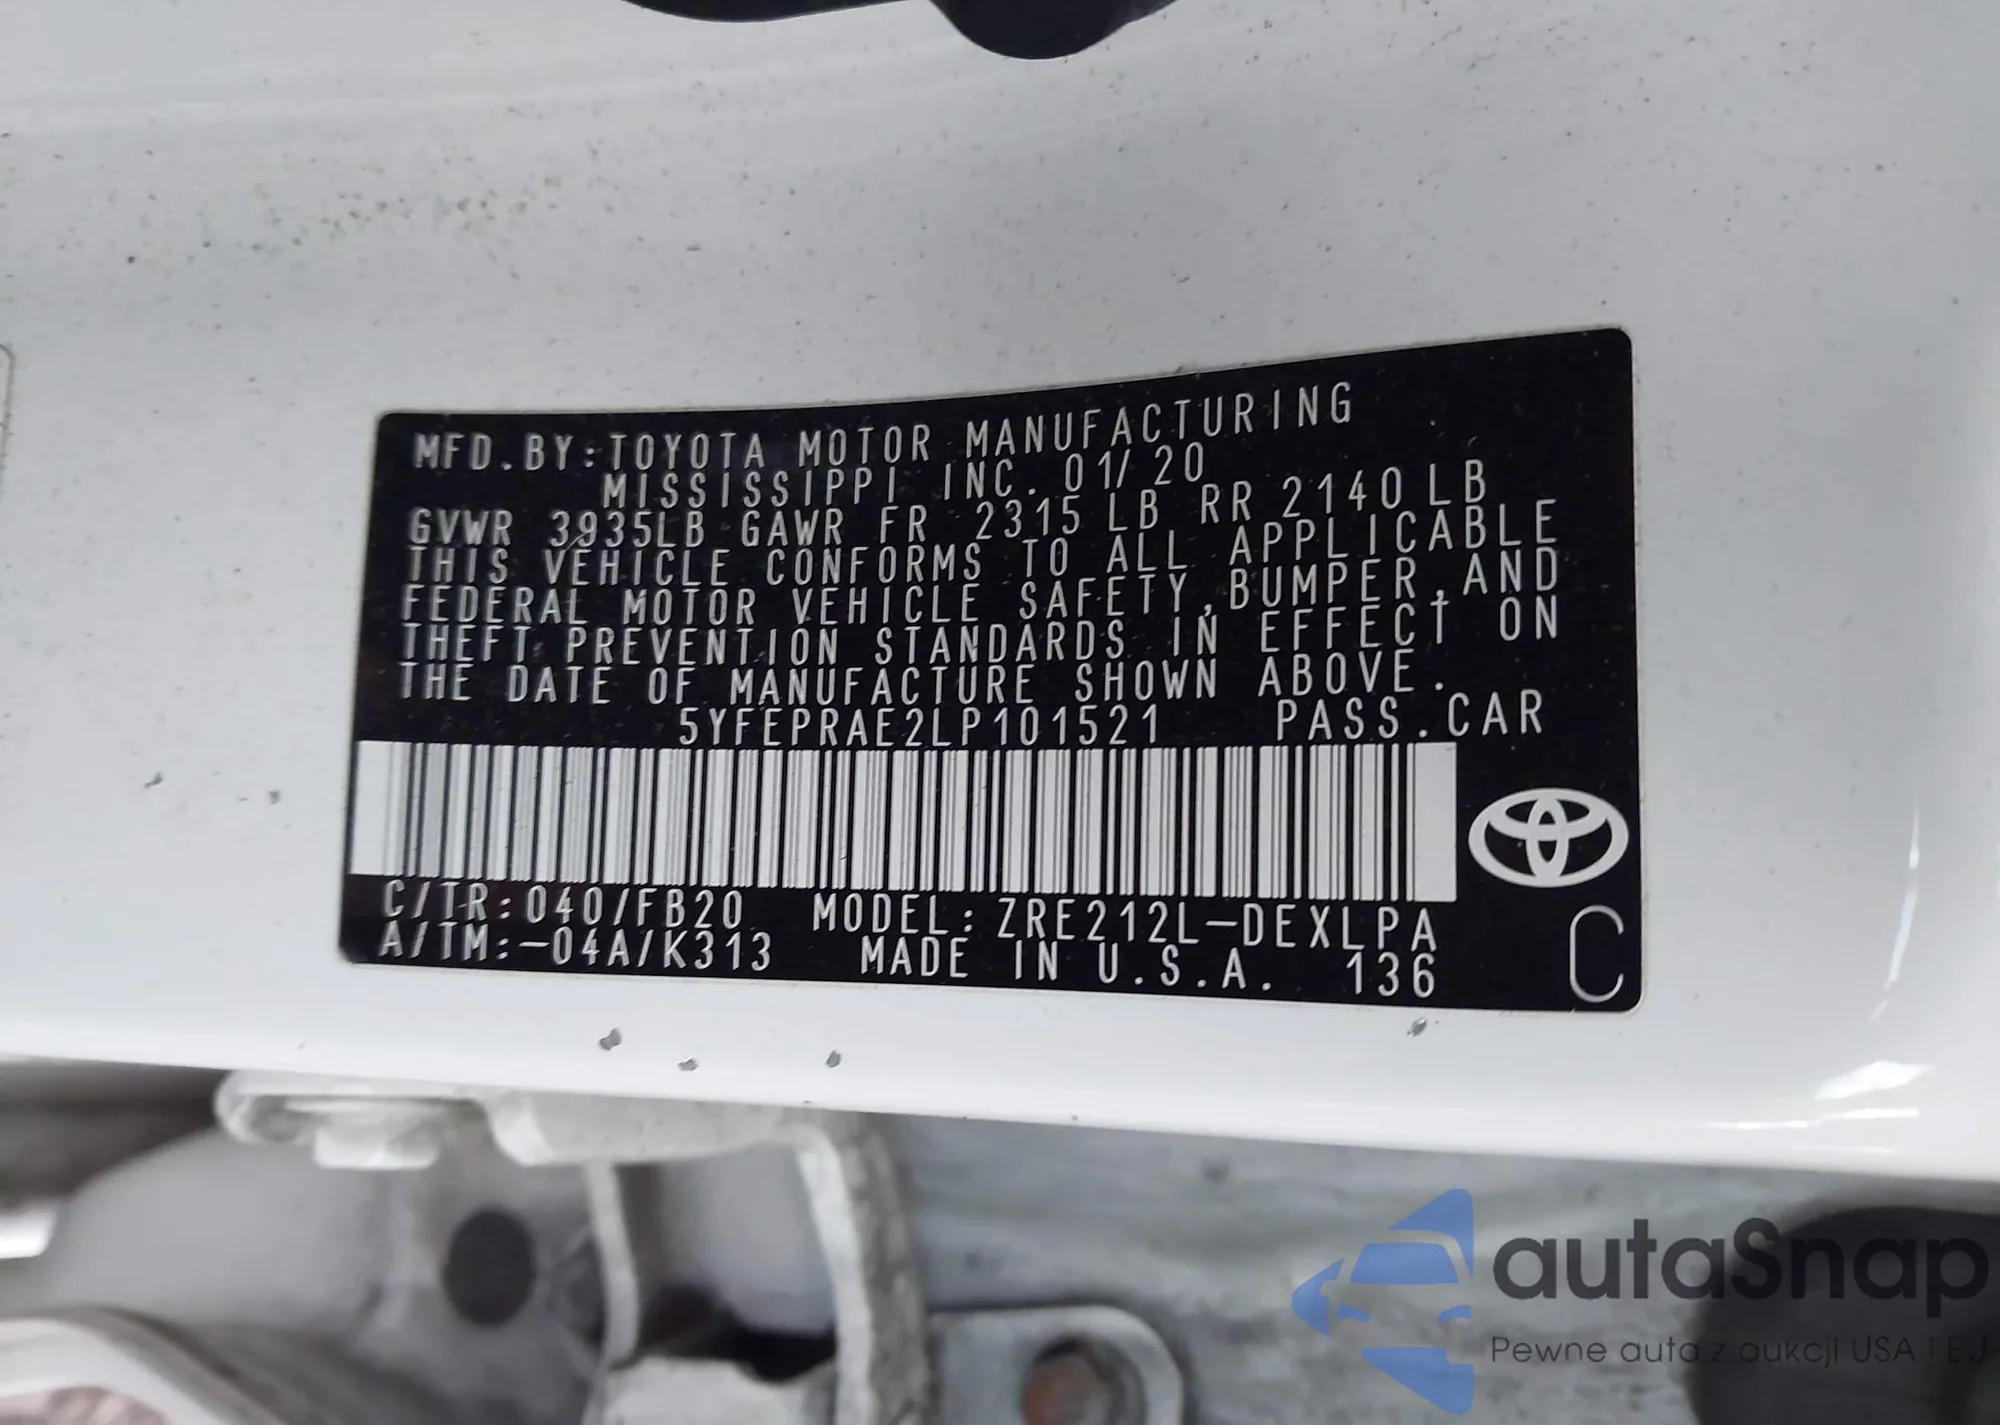 MFD.BY:TOYOTA MOTOR MANUFACTURING
MISSISSIPPI INC. 01/20
GVWR 3935LB GAWR FR 2315LB RR 2140LB
THIS VEHICLE CONFORMS TO ALL APPLICABLE
FEDERAL MOTOR VEHICLE SAFETY,BUMPER,AND
THEFT PREVENTION STANDARDS IN EFFECT ON
THE DATE OF MANUFACTURE SHOWN ABOVE.
5YFEPRAE2LP101521 PASS.CAR
C/TR:040/FB20 MODEL:ZRE212L-DEXLPA
A/TM:-04A/K313 MADE IN U.S.A. 136
C
autaSnap
Pewne auta z aukcji USA i EU